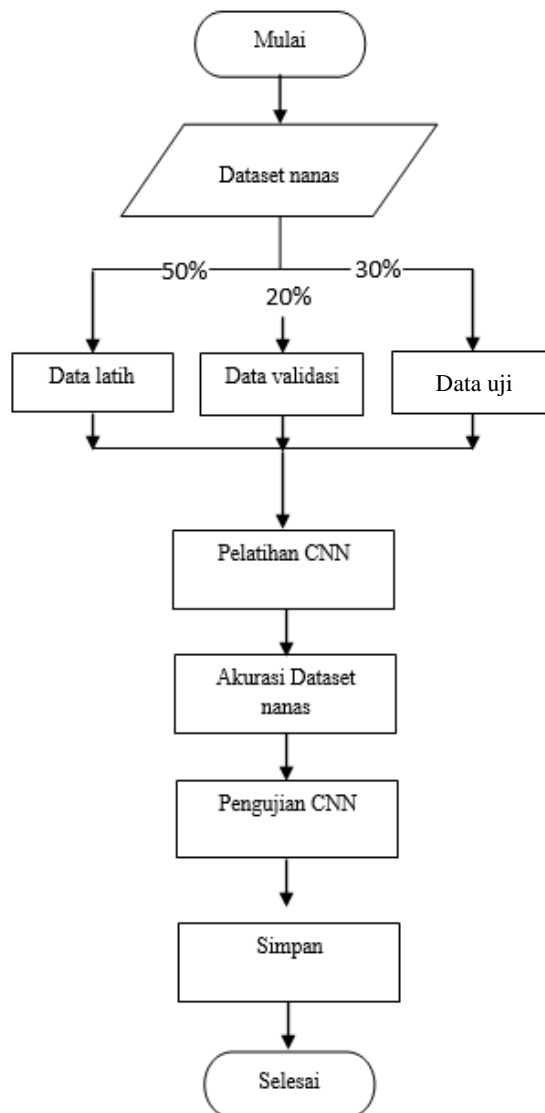 Mulai
Dataset nanas
50%
20%
30%
Data latih
Data validasi
Data uji
Pelatihan CNN
Akurasi Dataset
nanas
Pengujian CNN
Simpan
Selesai